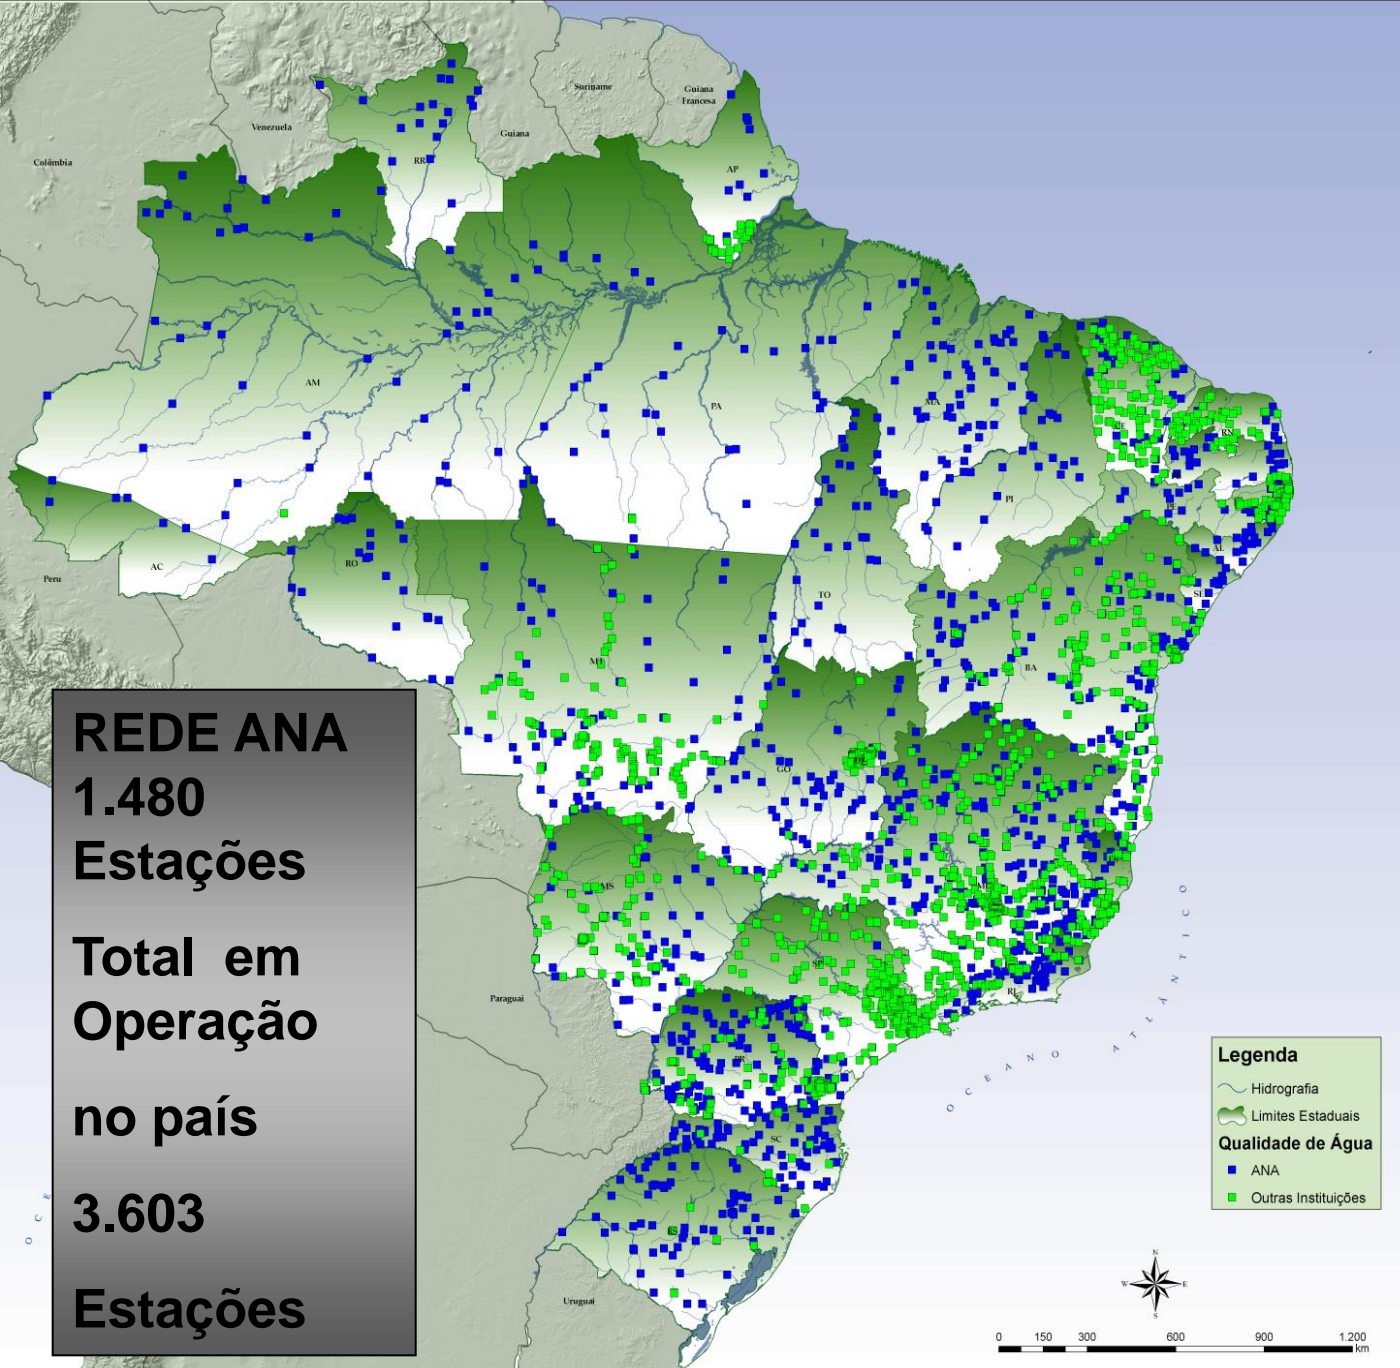 Suriname
Guiana
Francesa
Venezuela
Guiana
Colômbia
RR
AP
AM
PA
MA
RN
PI
AL
AC
Peru
RO
TO
SE
BA
REDE ANA
1.480
Estações
Total em
Operação
no país
3.603
Estações
GO
MS
SP
RJ
Paraguai
PR
SC
RS
Uruguai
OCEANO ATLÂNTICO
OCE
Legenda
Hidrografia
Limites Estaduais
Qualidade de Água
ANA
Outras Instituições
N
W E
S
0 150 300 600 900 1.200
km